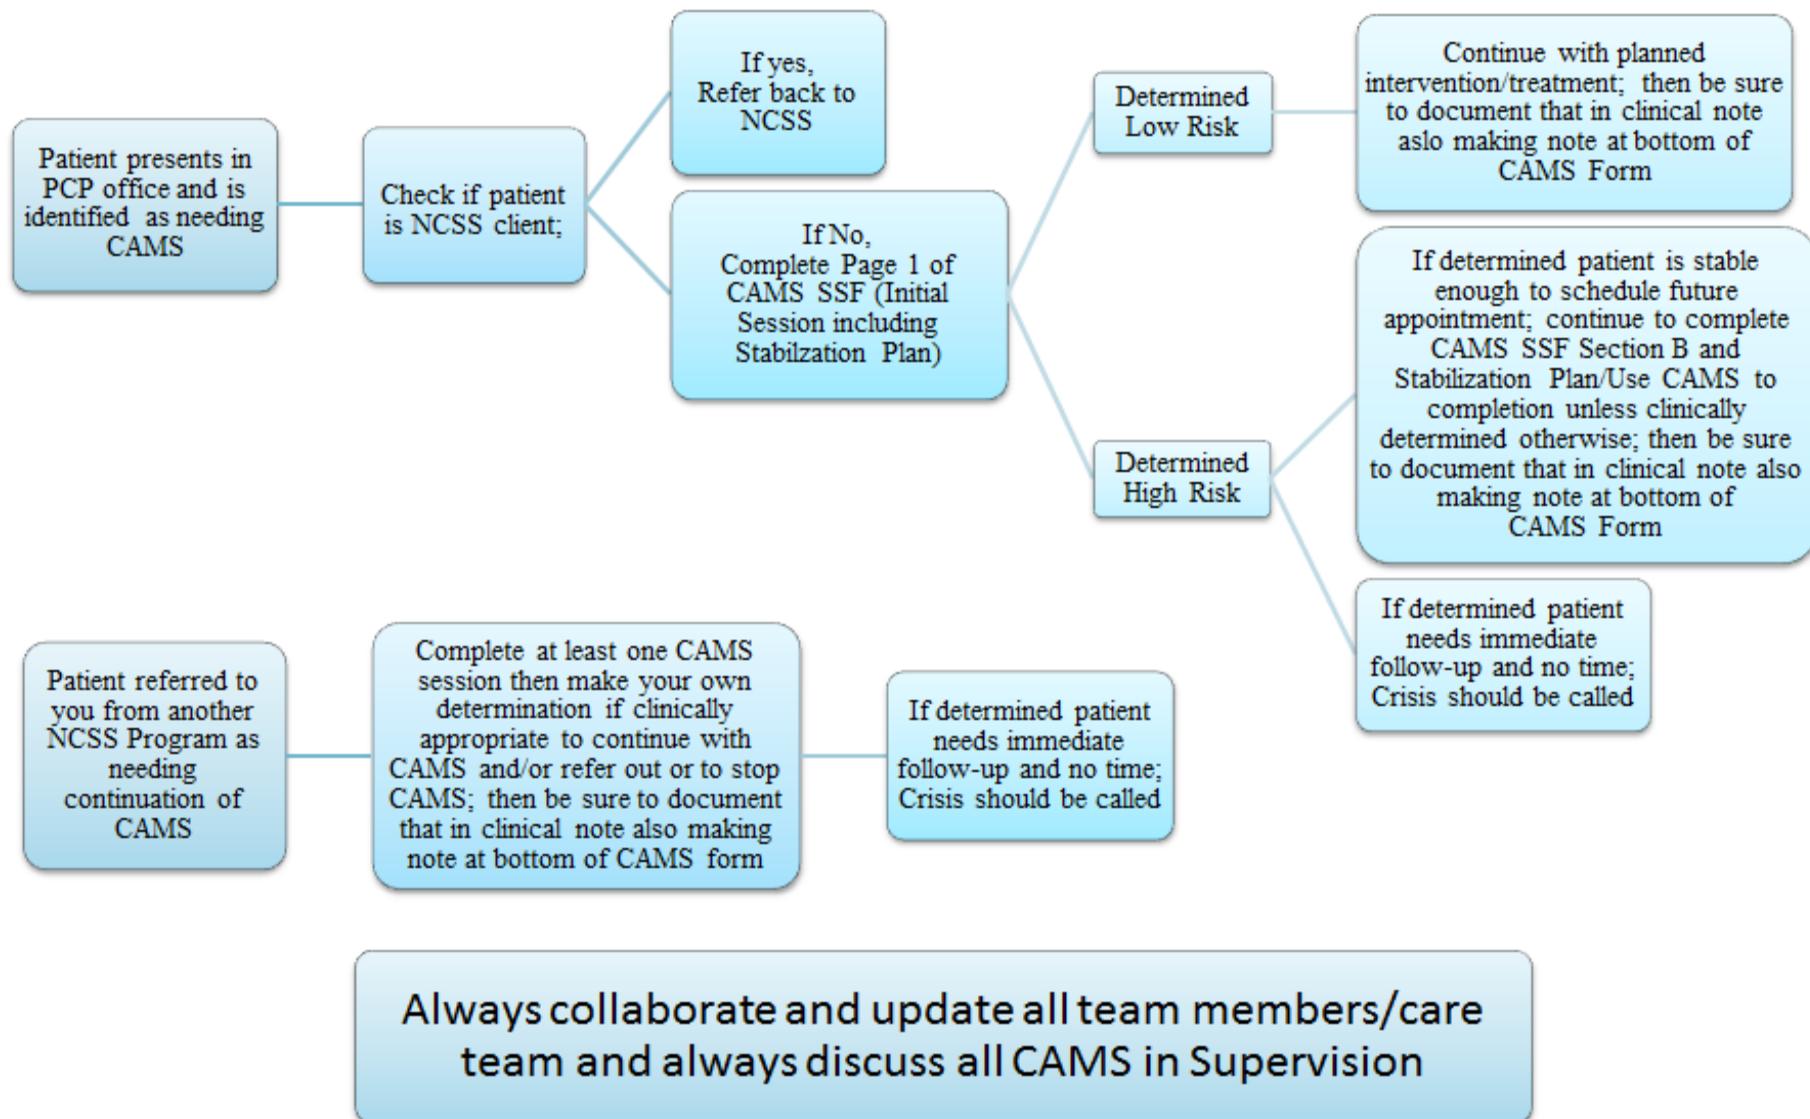 Patient presents in
PCP office and is
identified as needing
CAMS
Check if patient
is NCSS client;
If yes,
Refer back to
NCSS
If No,
Complete Page 1 of
CAMS SSF (Initial
Session including
Stabilzation Plan)
Determined
Low Risk
Continue with planned
intervention/treatment; then be sure
to document that in clinical note
aslo making note at bottom of
CAMS Form
Determined
High Risk
If determined patient is stable
enough to schedule future
appointment; continue to complete
CAMS SSF Section B and
Stabilization Plan/Use CAMS to
completion unless clinically
determined otherwise; then be sure
to document that in clinical note also
making note at bottom of
CAMS Form
If determined patient
needs immediate
follow-up and no time;
Crisis should be called
Patient referred to
you from another
NCSS Program as
needing
continuation of
CAMS
Complete at least one CAMS
session then make your own
determination if clinically
appropriate to continue with
CAMS and/or refer out or to stop
CAMS; then be sure to document
that in clinical note also making
note at bottom of CAMS form
If determined patient
needs immediate
follow-up and no time;
Crisis should be called
Always collaborate and update all team members/care
team and always discuss all CAMS in Supervision